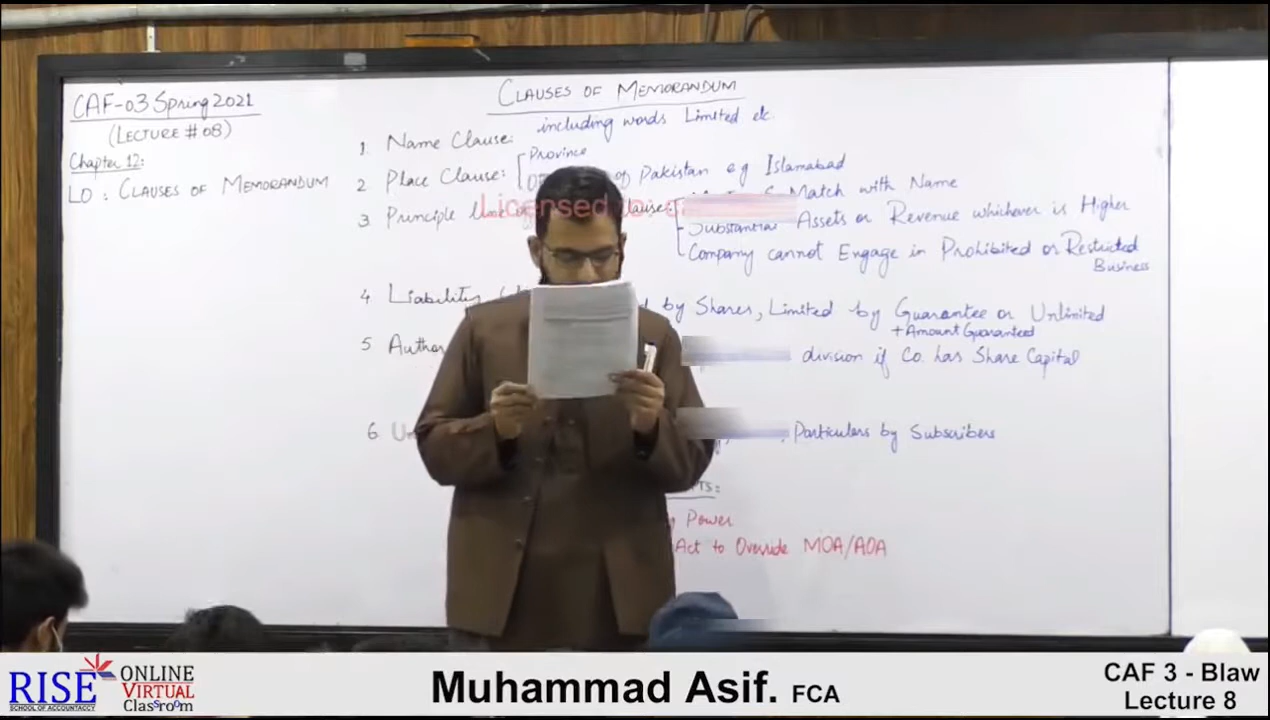 CLAUSES OF MEMORANDUM
CAF-03 Spring 2021
(LECTURE #08)
Chapter 12:
LO: CLAUSES OF MEMORANDUM
1. Name Clause: including words Limited etc.
2 Place Clause: Province
of Pakistan eg Islamabad
3 Principle Line
Clause:
Match with Name
Substantial Assets or Revenue whichever is Higher
Company cannot Engage in Prohibited or Restricted
Business
4 Liability
by Shares, Limited by Guarantee or Unlimited
+ Amount Guaranteed
5
division if Co. has Share Capital
6
Particulars by Subscribers
Power
Act to Override MOA/AOA
Licensed to
RISE
SCHOOL OF ACCOUNTANCY
ONLINE
VIRTUAL
Classroom
Muhammad Asif. FCA
CAF 3 - Blaw
Lecture 8